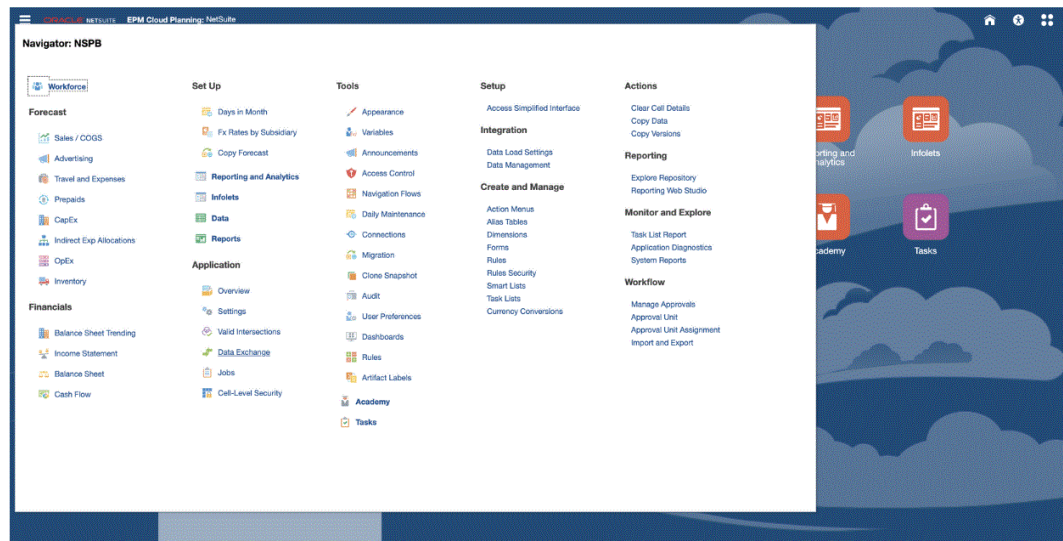 ORACLE NETSUITE EPM Cloud Planning: NetSuite
Navigator: NSPB
Workforce
Forecast
Sales / COGS
Advertising
Travel and Expenses
Prepaids
CapEx
Indirect Exp Allocations
OpEx
Inventory
Financials
Balance Sheet Trending
Income Statement
Balance Sheet
Cash Flow
Set Up
Days in Month
Fx Rates by Subsidiary
Copy Forecast
Reporting and Analytics
Infolets
Data
Reports
Application
Overview
Settings
Valid Intersections
Data Exchange
Jobs
Cell-Level Security
Tools
Appearance
Variables
Announcements
Access Control
Navigation Flows
Daily Maintenance
Connections
Migration
Clone Snapshot
Audit
User Preferences
Dashboards
Rules
Artifact Labels
Academy
Tasks
Setup
Access Simplified Interface
Integration
Data Load Settings
Data Management
Create and Manage
Action Menus
Alias Tables
Dimensions
Forms
Rules
Rules Security
Smart Lists
Task Lists
Currency Conversions
Actions
Clear Cell Details
Copy Data
Copy Versions
Reporting
Explore Repository
Reporting Web Studio
Monitor and Explore
Task List Report
Application Diagnostics
System Reports
Workflow
Manage Approvals
Approval Unit
Approval Unit Assignment
Import and Export
orting and
nalytics
Infolets
cademy
Tasks